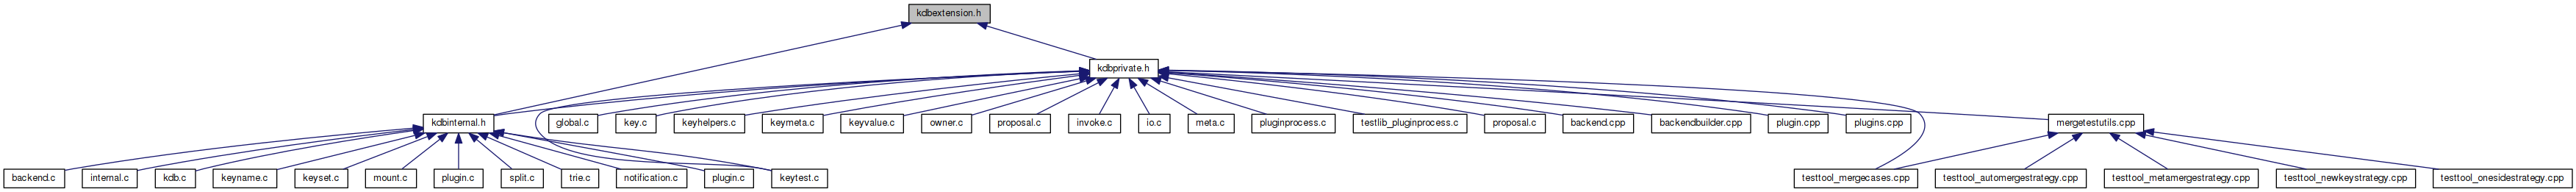 kdbextension.h
kdbprivate.h
kdbinternal.h
global.c
key.c
keyhelpers.c
keymeta.c
keyvalue.c
owner.c
proposal.c
invoke.c
io.c
meta.c
pluginprocess.c
testlib_pluginprocess.c
proposal.c
backend.cpp
backendbuilder.cpp
plugin.cpp
plugins.cpp
mergetestutils.cpp
backend.c
internal.c
kdb.c
keyname.c
keyset.c
mount.c
plugin.c
split.c
trie.c
notification.c
plugin.c
keytest.c
testtool_mergecases.cpp
testtool_automergestrategy.cpp
testtool_metamergestrategy.cpp
testtool_newkeystrategy.cpp
testtool_onesidestrategy.cpp